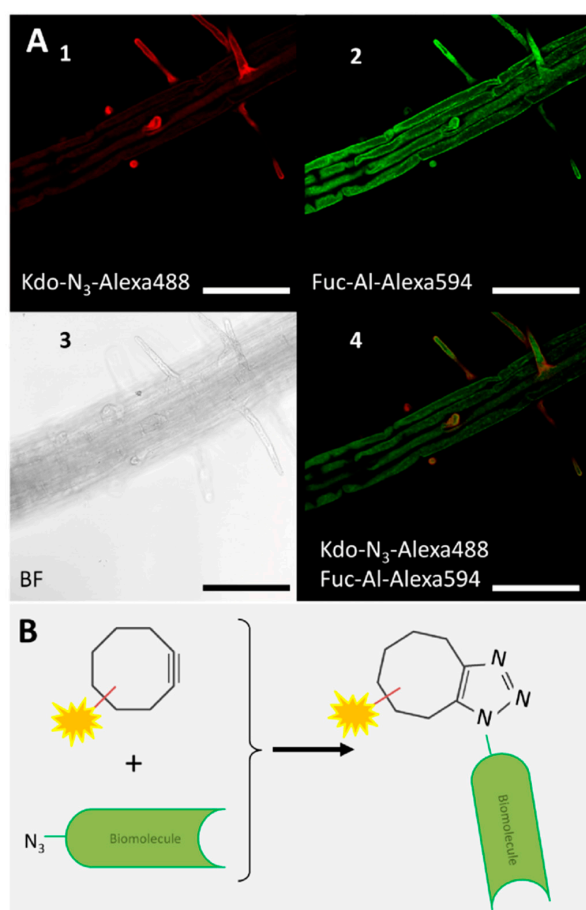 A
1
2
Kdo-N₃-Alexa488
Fuc-Al-Alexa594
3
4
BF
Kdo-N₃-Alexa488
Fuc-Al-Alexa594
B
+
N₃
Biomolecule
N
N
N
Biomolecule